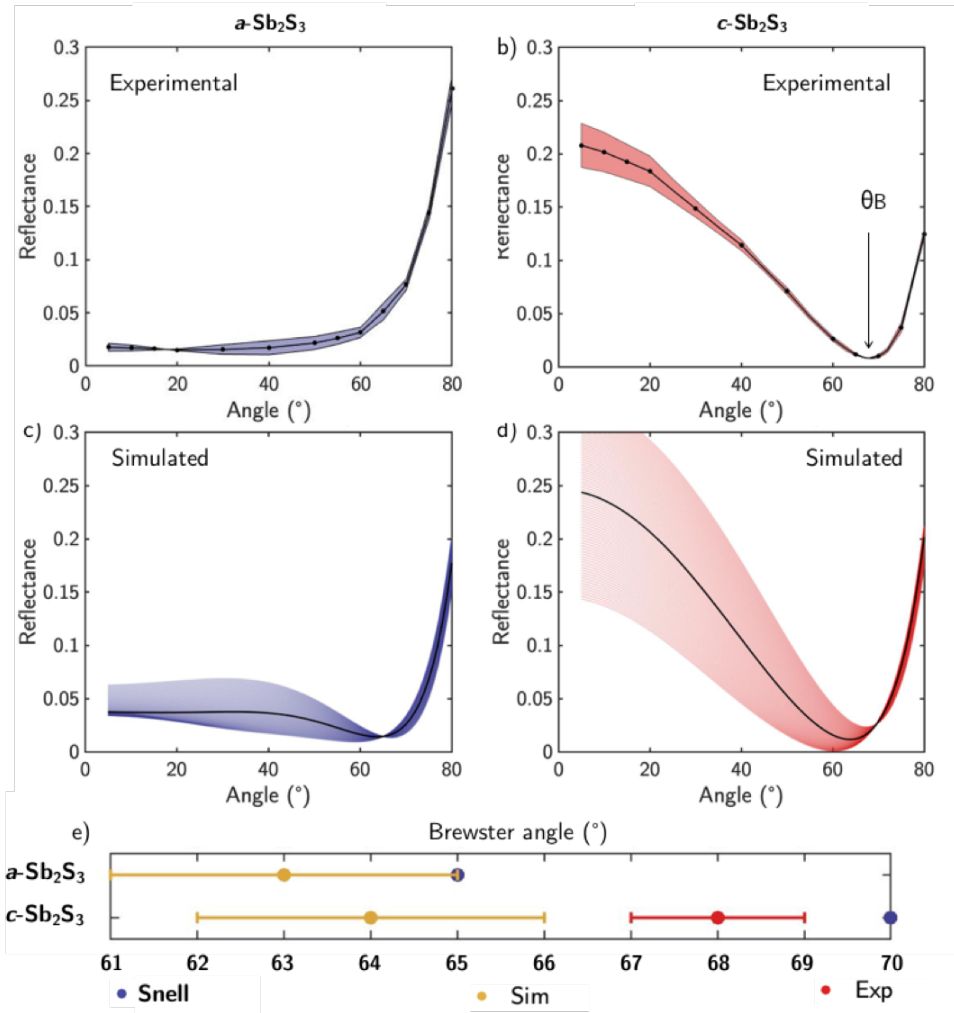 a-Sb₂S₃
c-Sb₂S₃
Experimental
0.3
0.25
0.2
0.15
0.1
0.05
0
Reflectance
0 20 40 60 80
Angle (°)
b)
Experimental
θB
0.3
0.25
0.2
0.15
0.1
0.05
0
Reflectance
0 20 40 60 80
Angle (°)
c)
Simulated
0.3
0.25
0.2
0.15
0.1
0.05
0
Reflectance
0 20 40 60 80
Angle (°)
d)
Simulated
0.3
0.25
0.2
0.15
0.1
0.05
0
Reflectance
0 20 40 60 80
Angle (°)
e)
Brewster angle (°)
a-Sb₂S₃
c-Sb₂S₃
61 62 63 64 65 66 67 68 69 70
Snell Sim Exp